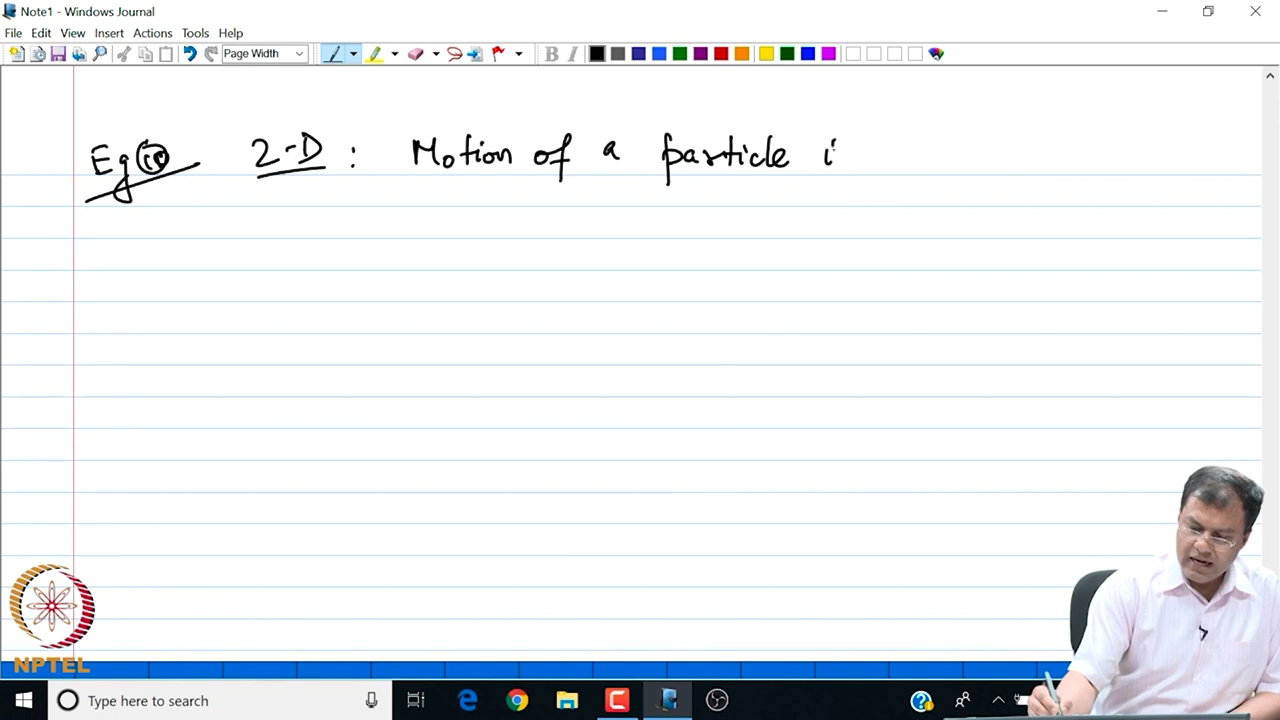 Note1 - Windows Journal
File Edit View Insert Actions Tools Help
Page Width
B I
Eg 2-D : Motion of a particle i
NPTEL
Type here to search